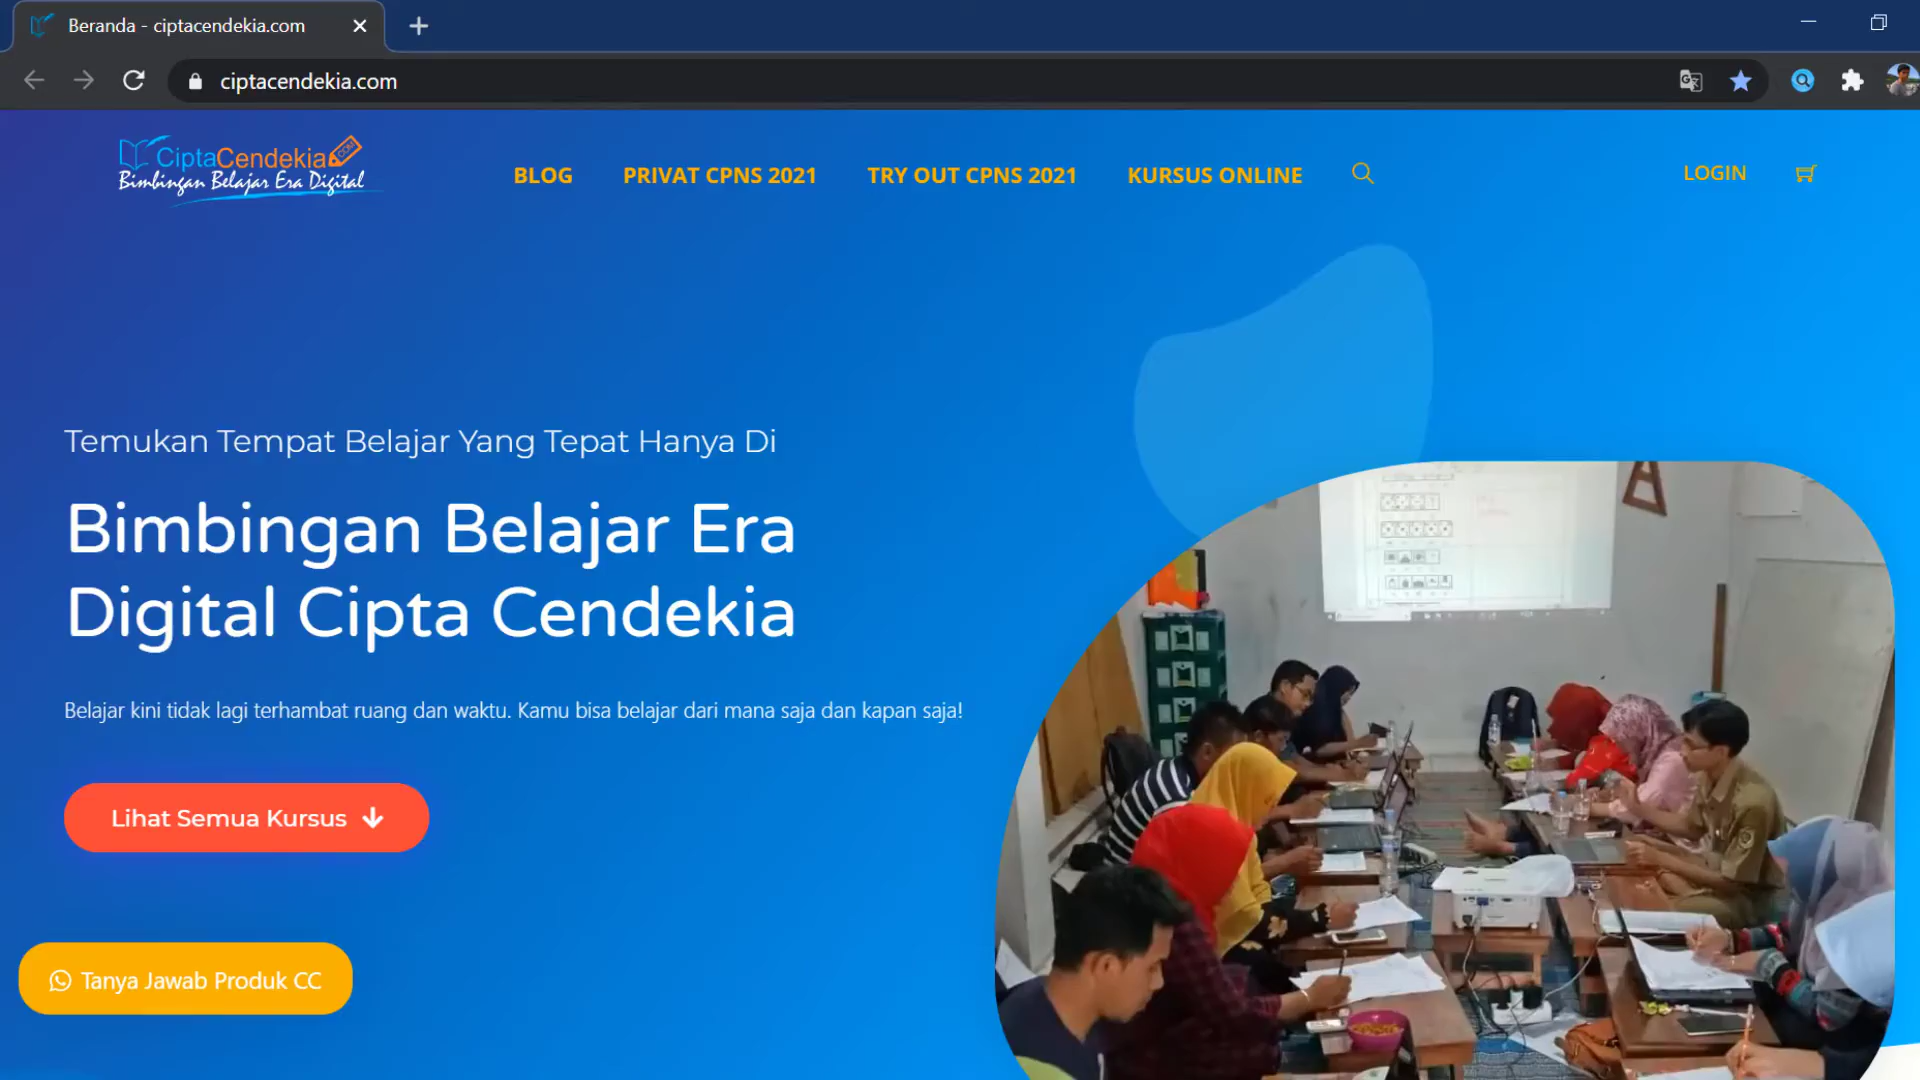 Beranda - ciptacendekia.com
ciptacendekia.com
CiptaCendekia.COM
Bimbingan Belajar Era Digital
BLOG
PRIVAT CPNS 2021
TRY OUT CPNS 2021
KURSUS ONLINE
LOGIN
Temukan Tempat Belajar Yang Tepat Hanya Di
Bimbingan Belajar Era
Digital Cipta Cendekia
Belajar kini tidak lagi terhambat ruang dan waktu. Kamu bisa belajar dari mana saja dan kapan saja!
Lihat Semua Kursus
Tanya Jawab Produk CC